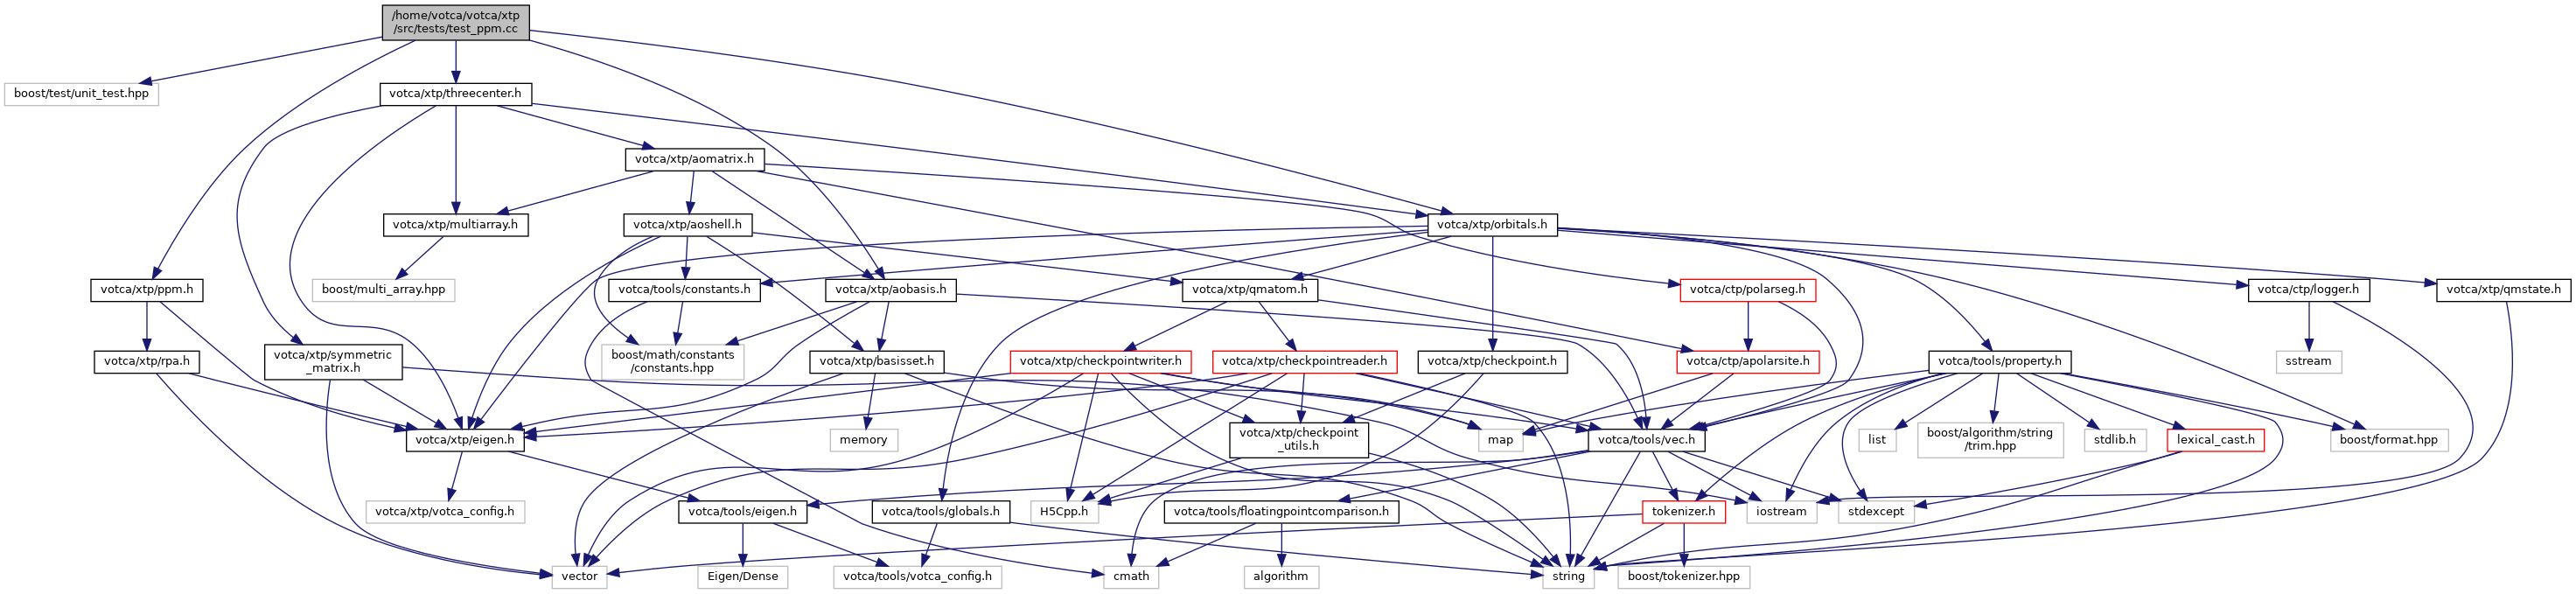 /home/votca/votca/xtp
/src/tests/test_ppm.cc
boost/test/unit_test.hpp
votca/xtp/threecenter.h
votca/xtp/aomatrix.h
votca/xtp/multiarray.h
votca/xtp/aoshell.h
votca/xtp/orbitals.h
votca/xtp/ppm.h
boost/multi_array.hpp
votca/tools/constants.h
votca/xtp/aobasis.h
votca/xtp/qmatom.h
votca/ctp/polarseg.h
votca/ctp/logger.h
votca/xtp/qmstate.h
votca/xtp/rpa.h
votca/xtp/symmetric
_matrix.h
boost/math/constants
/constants.hpp
votca/xtp/basisset.h
votca/xtp/checkpointwriter.h
votca/xtp/checkpointreader.h
votca/xtp/checkpoint.h
votca/ctp/apolarsite.h
votca/tools/property.h
sstream
votca/xtp/eigen.h
memory
votca/xtp/checkpoint
_utils.h
map
votca/tools/vec.h
list
boost/algorithm/string
/trim.hpp
stdlib.h
lexical_cast.h
boost/format.hpp
votca/xtp/votca_config.h
votca/tools/eigen.h
votca/tools/globals.h
H5Cpp.h
votca/tools/floatingpointcomparison.h
tokenizer.h
iostream
stdexcept
vector
Eigen/Dense
votca/tools/votca_config.h
cmath
algorithm
string
boost/tokenizer.hpp